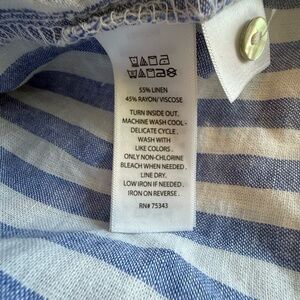 55% LINEN
45% RAYON/ VISCOSE
TURN INSIDE OUT.
MACHINE WASH COOL -
DELICATE CYCLE .
WASH WITH
LIKE COLORS .
ONLY NON-CHLORINE
BLEACH WHEN NEEDED .
LINE DRY.
LOW IRON IF NEEDED .
IRON ON REVERSE .
RN# 75343